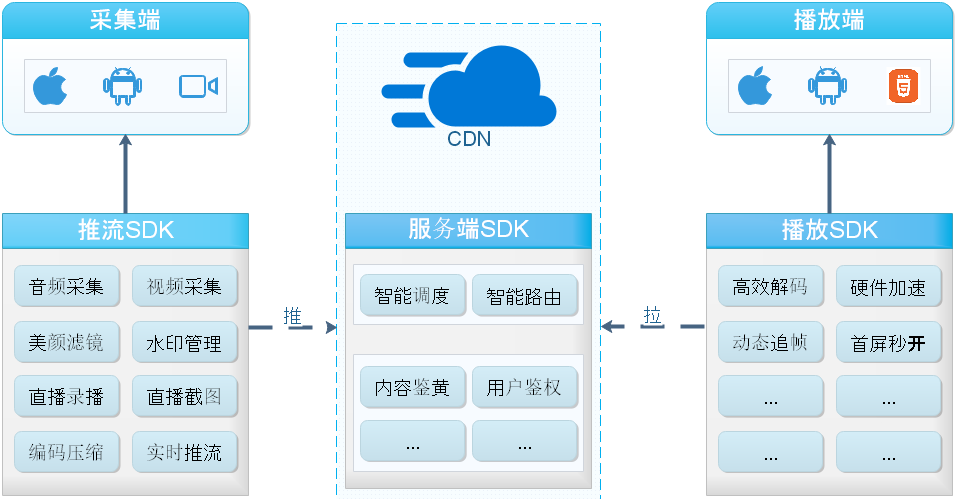 采集端
播放端
CDN
推流SDK
音频采集
视频采集
美颜滤镜
水印管理
直播录播
直播截图
编码压缩
实时推流
推
服务端SDK
智能调度
智能路由
内容鉴黄
用户鉴权
...
...
拉
播放SDK
高效解码
硬件加速
动态追帧
首屏秒开
...
...
...
...
HTML
5